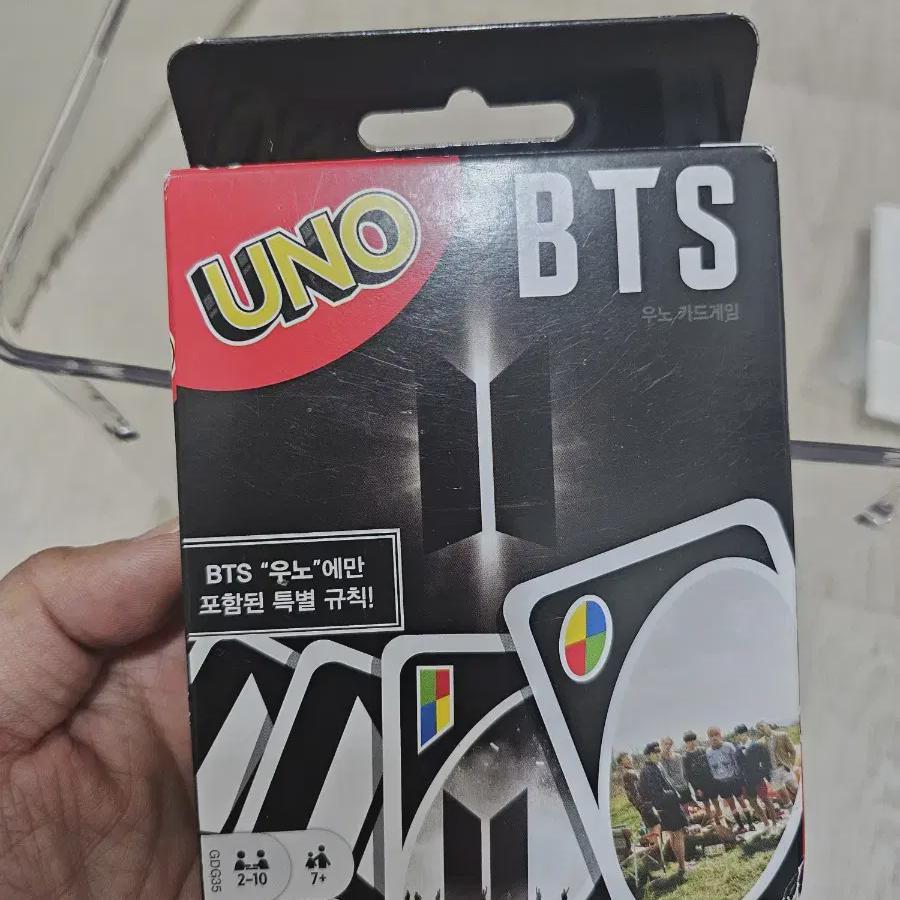 UNO
BTS
우노 카드게임
BTS “우노”에만
포함된 특별 규칙!
GDG35
2-10
7+